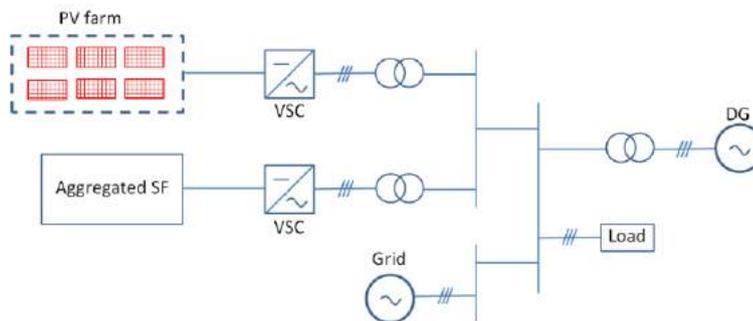 PV farm
VSC
DG
Aggregated SF
VSC
Load
Grid